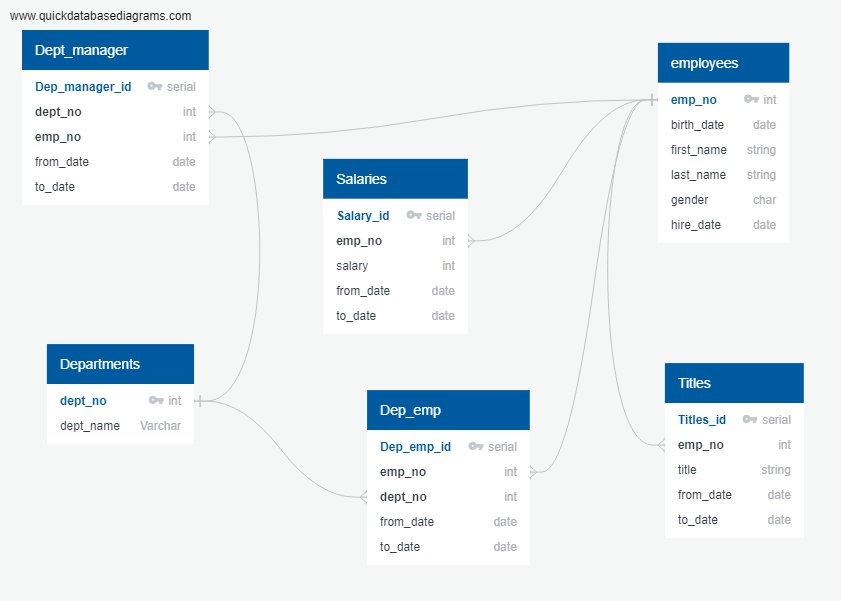 www.quickdatabasediagrams.com
Dept_manager
Dep_manager_id serial
dept_no int
emp_no int
from_date date
to_date date
employees
emp_no int
birth_date date
first_name string
last_name string
gender char
hire_date date
Salaries
Salary_id serial
emp_no int
salary int
from_date date
to_date date
Departments
dept_no int
dept_name Varchar
Dep_emp
Dep_emp_id serial
emp_no int
dept_no int
from_date date
to_date date
Titles
Titles_id serial
emp_no int
title string
from_date date
to_date date